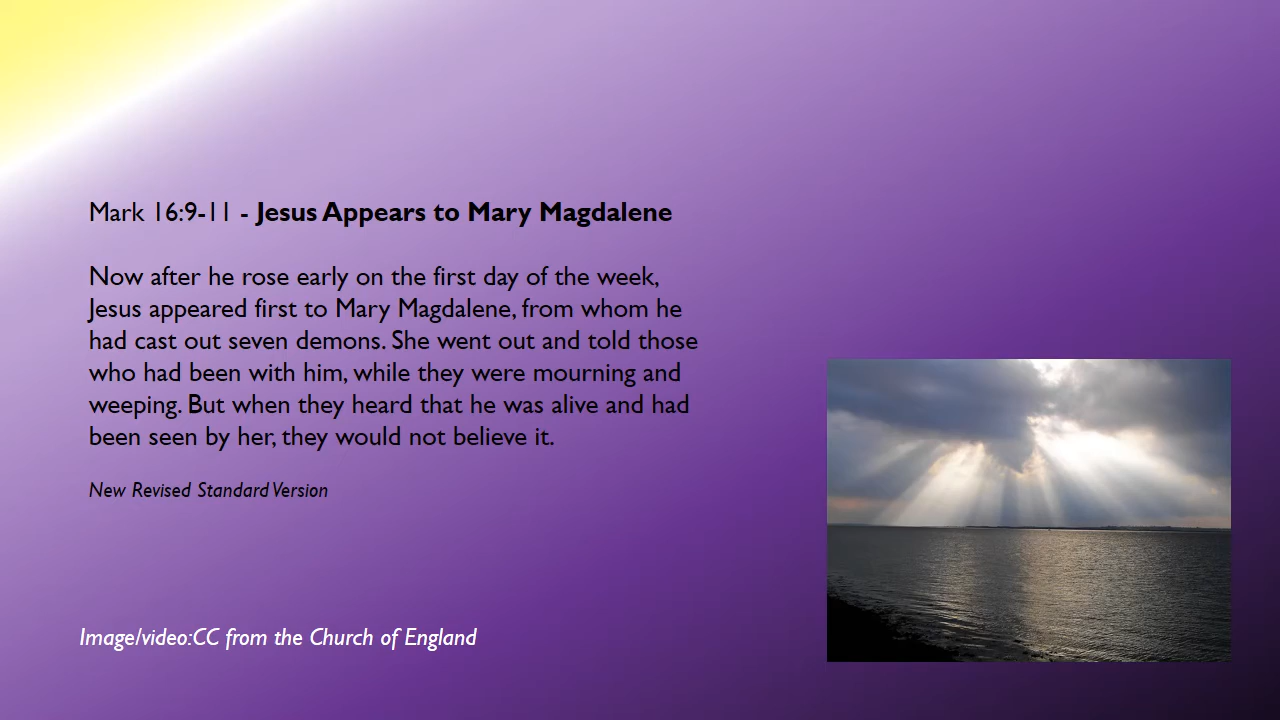 Mark 16:9-11 - Jesus Appears to Mary Magdalene
Now after he rose early on the first day of the week,
Jesus appeared first to Mary Magdalene, from whom he
had cast out seven demons. She went out and told those
who had been with him, while they were mourning and
weeping. But when they heard that he was alive and had
been seen by her, they would not believe it.
New Revised Standard Version
Image/video:CC from the Church of England